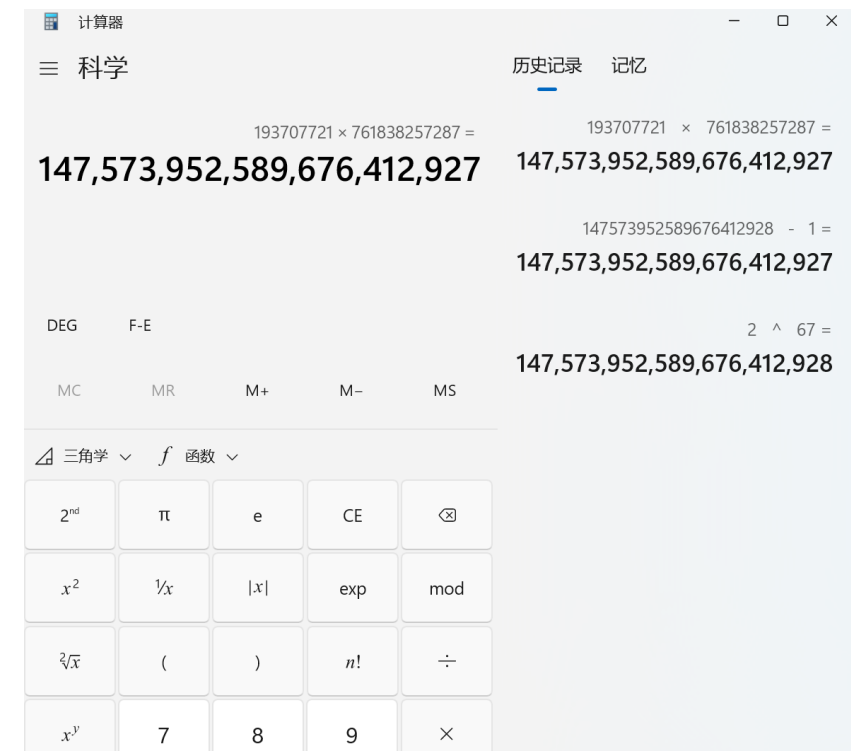 计算器
科学
历史记录 记忆
193707721 × 761838257287 =
147,573,952,589,676,412,927
193707721 × 761838257287 =
147,573,952,589,676,412,927
147573952589676412928 - 1 =
147,573,952,589,676,412,927
2 ^ 67 =
147,573,952,589,676,412,928
DEG F-E
MC MR M+ M− MS
三角学 f 函数
2nd π e CE
x² ¹/x |x| exp mod
²√x ( ) n! ÷
xʸ 7 8 9 ×